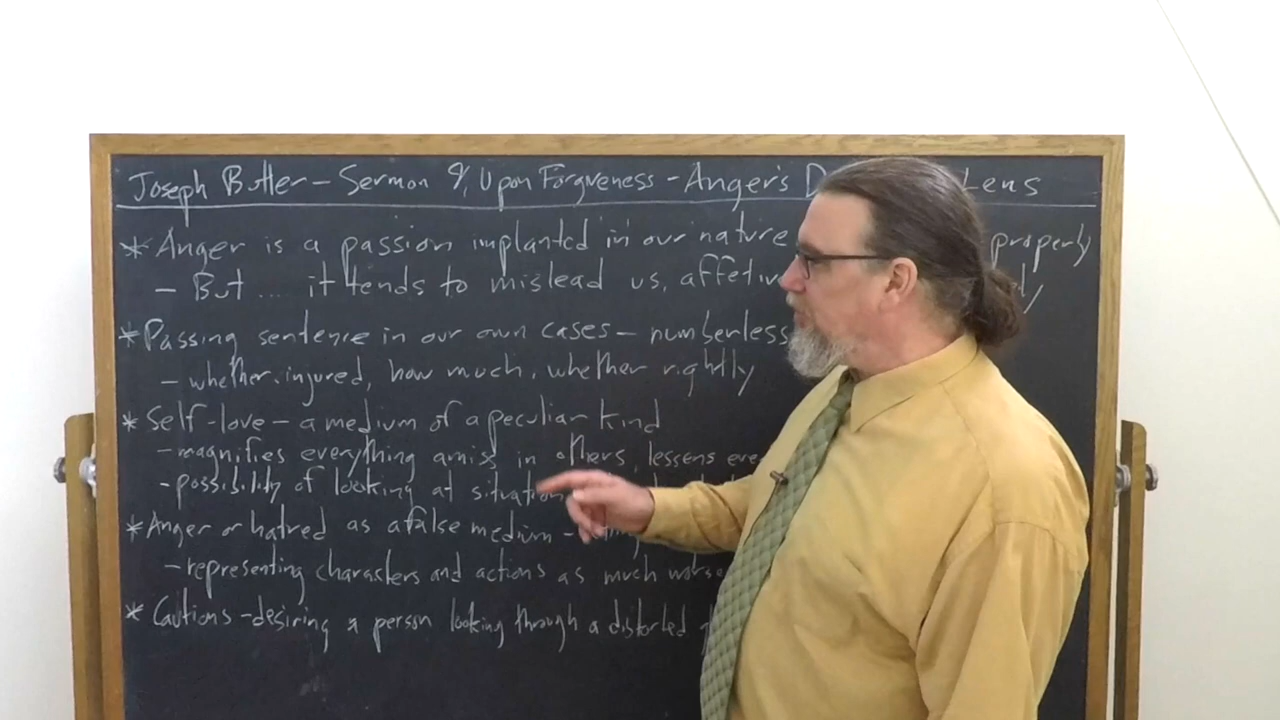 Joseph Butler - Sermon 9, Upon Forgiveness - Anger's Lens
* Anger is a passion implanted in our nature properly
- But .... it tends to mislead us,
* Passing sentence in our own cases - numberless
- whether injured, how much, whether rightly
* Self-love - a medium of a peculiar kind
- magnifies everything amiss in others, lessens
- possibility of looking at
* Anger or hatred as a false medium -
- representing characters and actions as much worse
* Cautions - desiring a person looking through a distorted